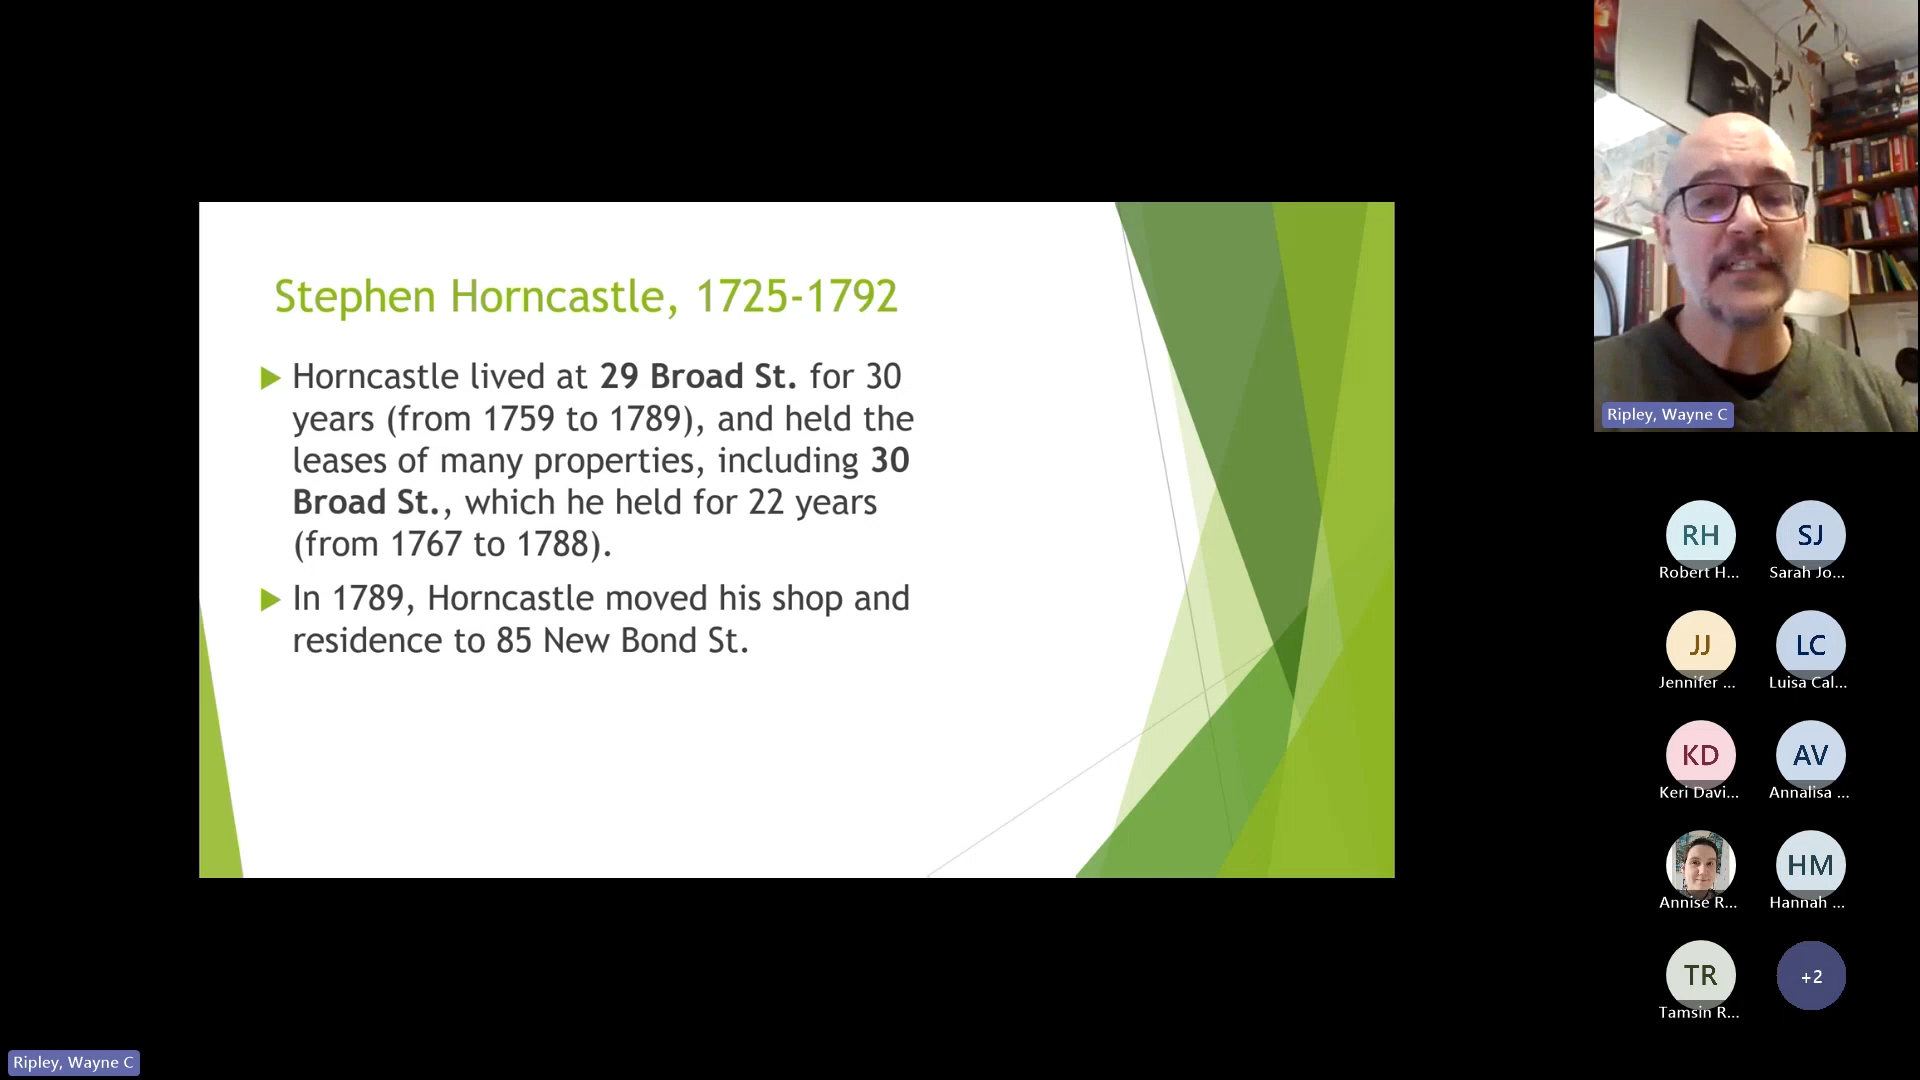 Stephen Horncastle, 1725-1792
Horncastle lived at 29 Broad St. for 30
years (from 1759 to 1789), and held the
leases of many properties, including 30
Broad St., which he held for 22 years
(from 1767 to 1788).
In 1789, Horncastle moved his shop and
residence to 85 New Bond St.
Ripley, Wayne C
RH
Robert H...
SJ
Sarah Jo...
JJ
Jennifer ...
LC
Luisa Cal...
KD
Keri Davi...
AV
Annalisa ...
Annise R...
HM
Hannah ...
TR
Tamsin R...
+2
Ripley, Wayne C